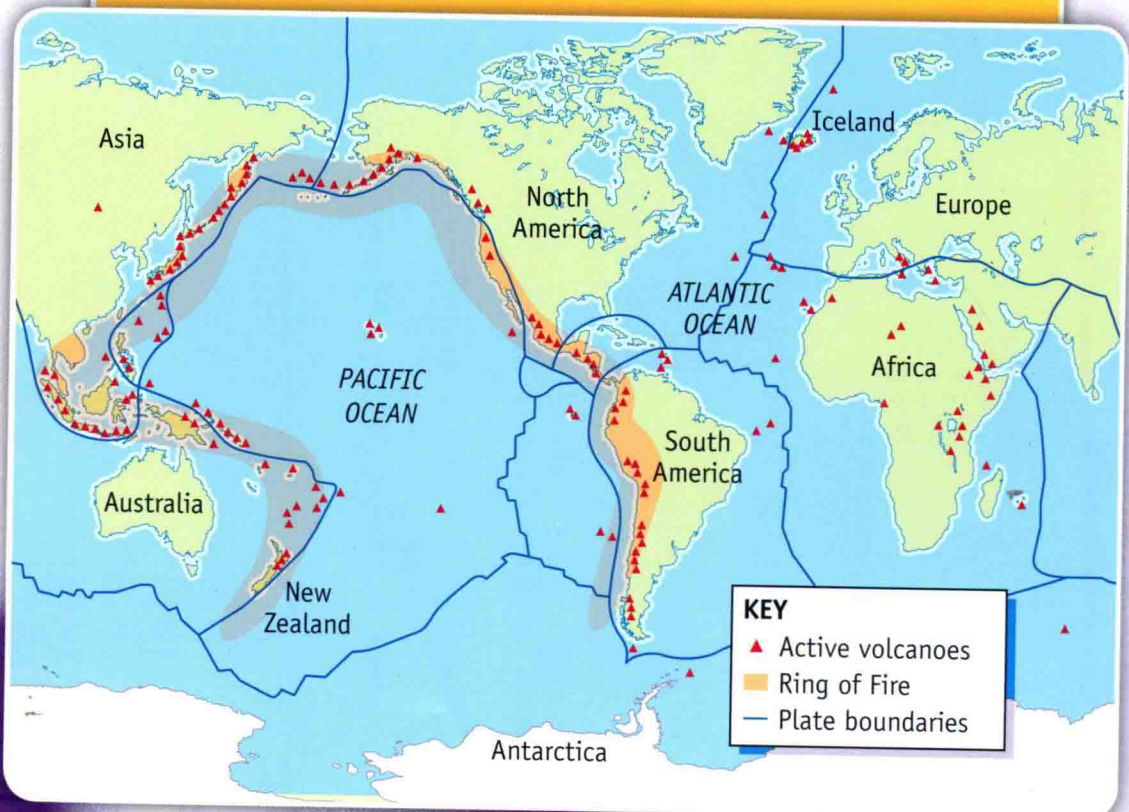 Asia
Iceland
North
America
Europe
ATLANTIC
OCEAN
PACIFIC
OCEAN
Africa
South
America
Australia
New
Zealand
KEY
Active volcanoes
Ring of Fire
Plate boundaries
Antarctica